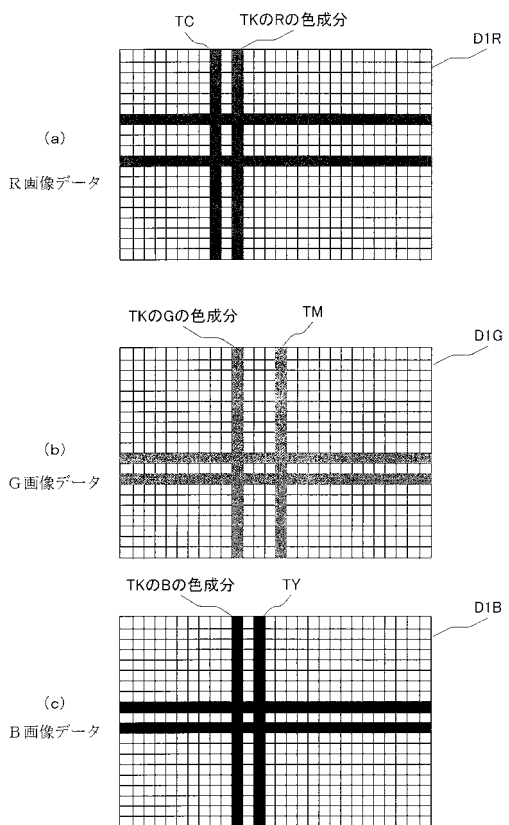 TC TKのRの色成分
D1R
(a)
R画像データ
TKのGの色成分 TM
D1G
(b)
G画像データ
TKのBの色成分 TY
D1B
(c)
B画像データ